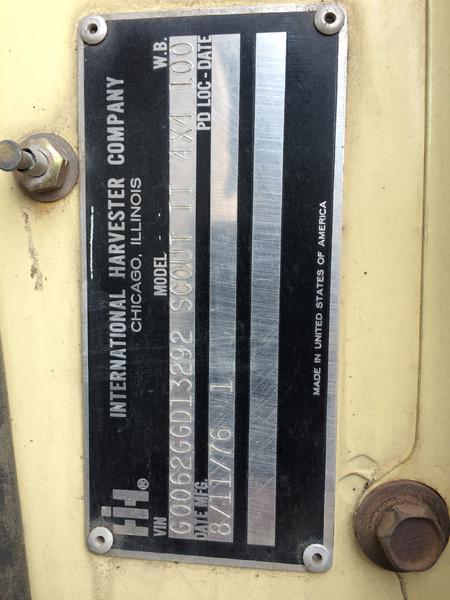 INTERNATIONAL HARVESTER COMPANY
CHICAGO, ILLINOIS
IH®
VIN MODEL W.B.
G0062GGD13292 SCOUT II 4X4 100
DATE MFG. PD LOC-DATE
8/11/76 1
MADE IN UNITED STATES OF AMERICA